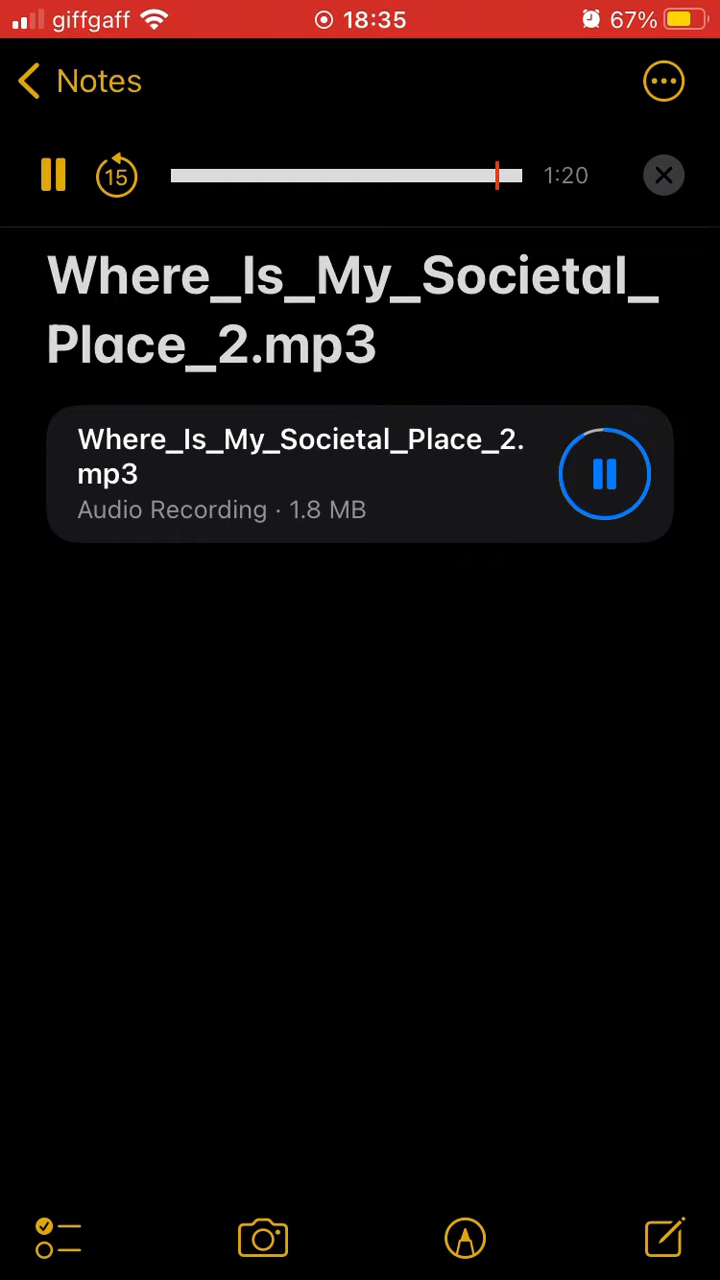 giffgaff 18:35 67%
Notes
15 1:20
Where_Is_My_Societal_
Place_2.mp3
Where_Is_My_Societal_Place_2.
mp3
Audio Recording · 1.8 MB